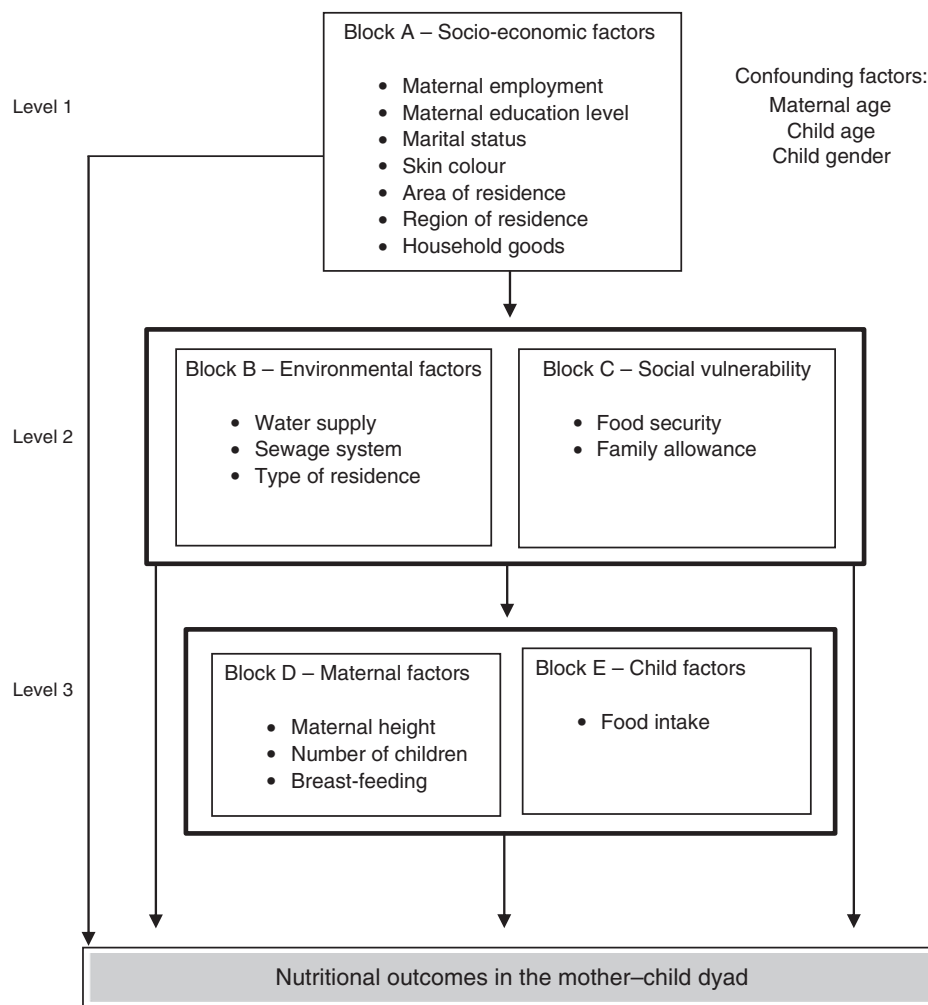 Block A – Socio-economic factors
• Maternal employment
• Maternal education level
• Marital status
• Skin colour
• Area of residence
• Region of residence
• Household goods
Confounding factors:
Maternal age
Child age
Child gender
Level 1
Block B – Environmental factors
• Water supply
• Sewage system
• Type of residence
Block C – Social vulnerability
• Food security
• Family allowance
Level 2
Block D – Maternal factors
• Maternal height
• Number of children
• Breast-feeding
Block E – Child factors
• Food intake
Level 3
Nutritional outcomes in the mother–child dyad